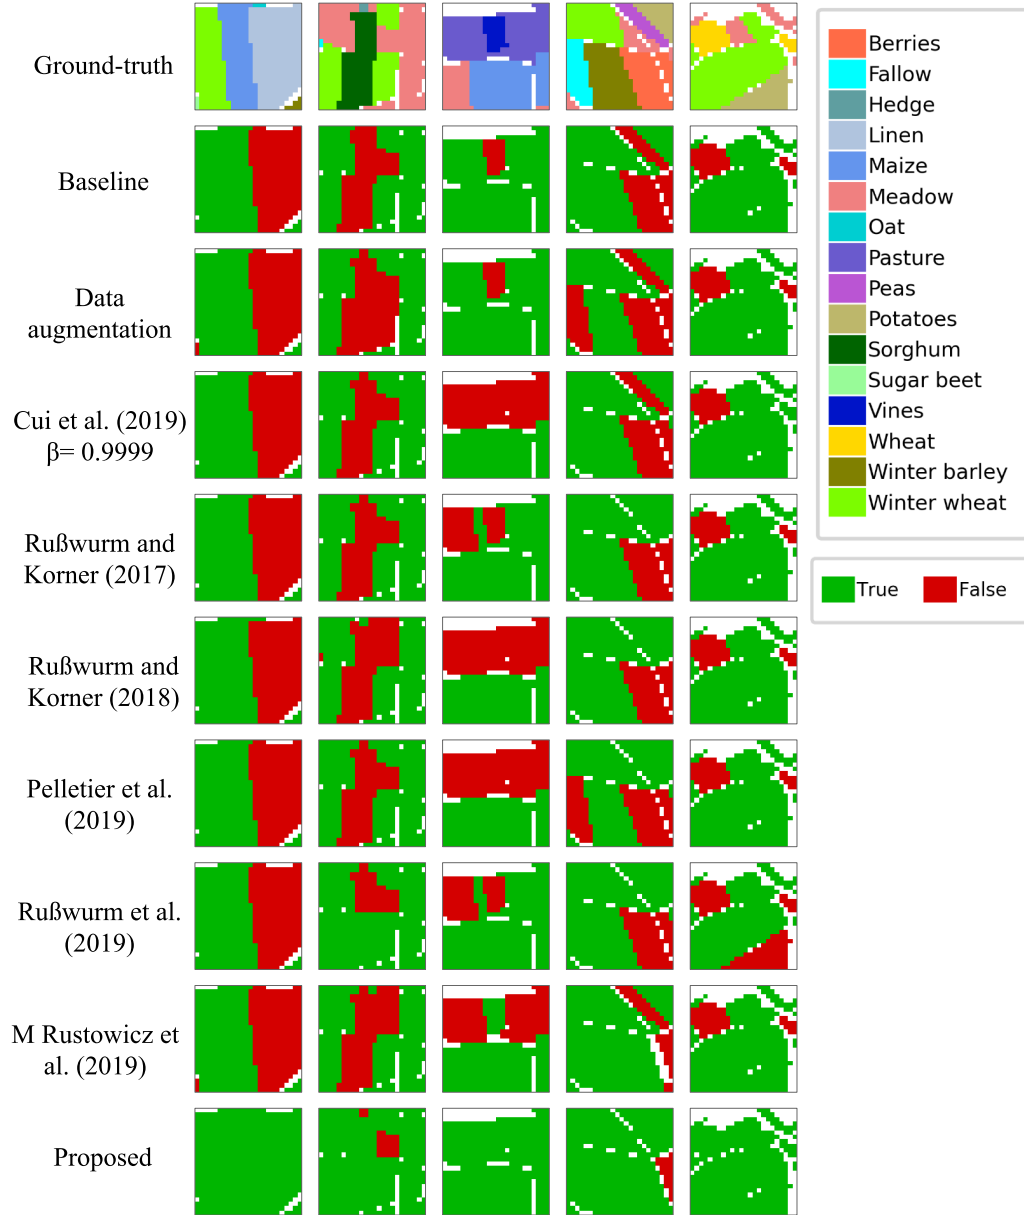 Ground-truth
Baseline
Data
augmentation
Cui et al. (2019)
β= 0.9999
Rußwurm and
Korner (2017)
Rußwurm and
Korner (2018)
Pelletier et al.
(2019)
Rußwurm et al.
(2019)
M Rustowicz et
al. (2019)
Proposed
Berries
Fallow
Hedge
Linen
Maize
Meadow
Oat
Pasture
Peas
Potatoes
Sorghum
Sugar beet
Vines
Wheat
Winter barley
Winter wheat
True False